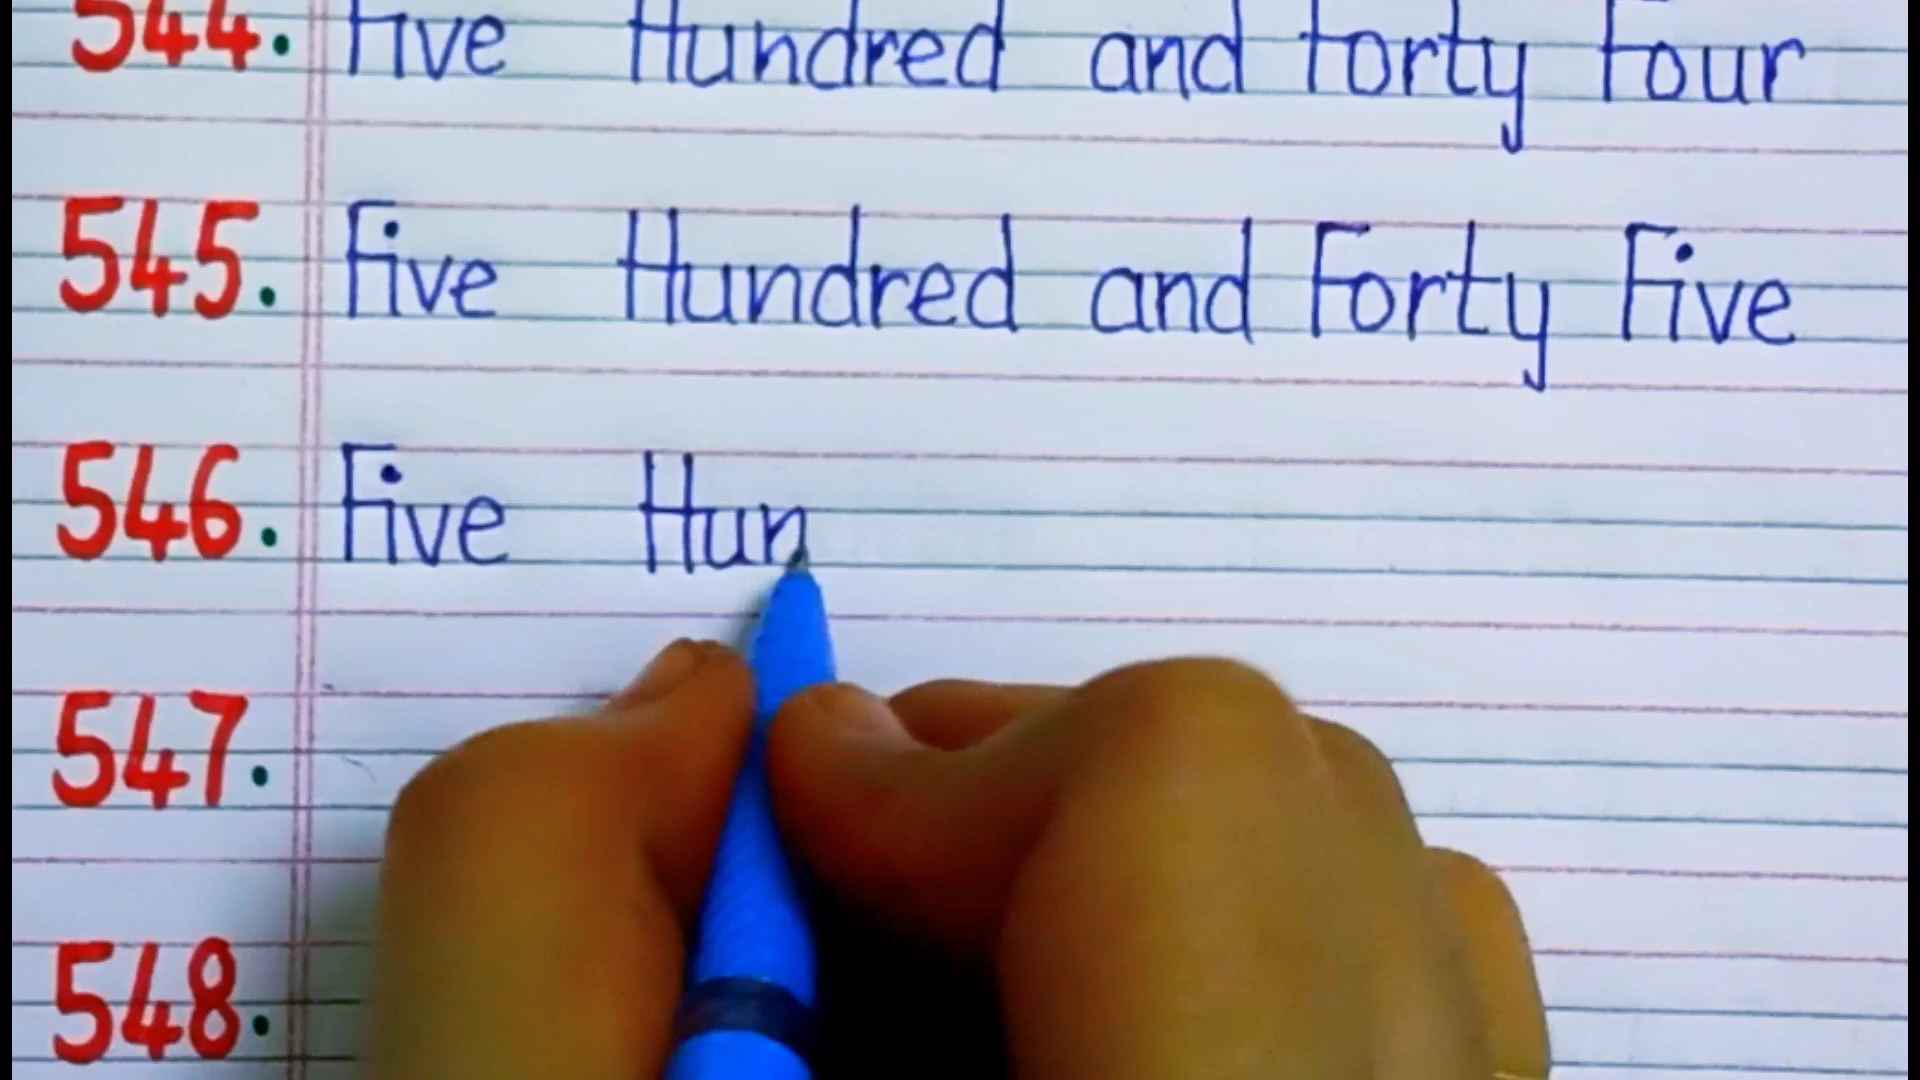 544. Five Hundred and Forty Four
545. Five Hundred and Forty Five
546. Five Hun
547.
548.